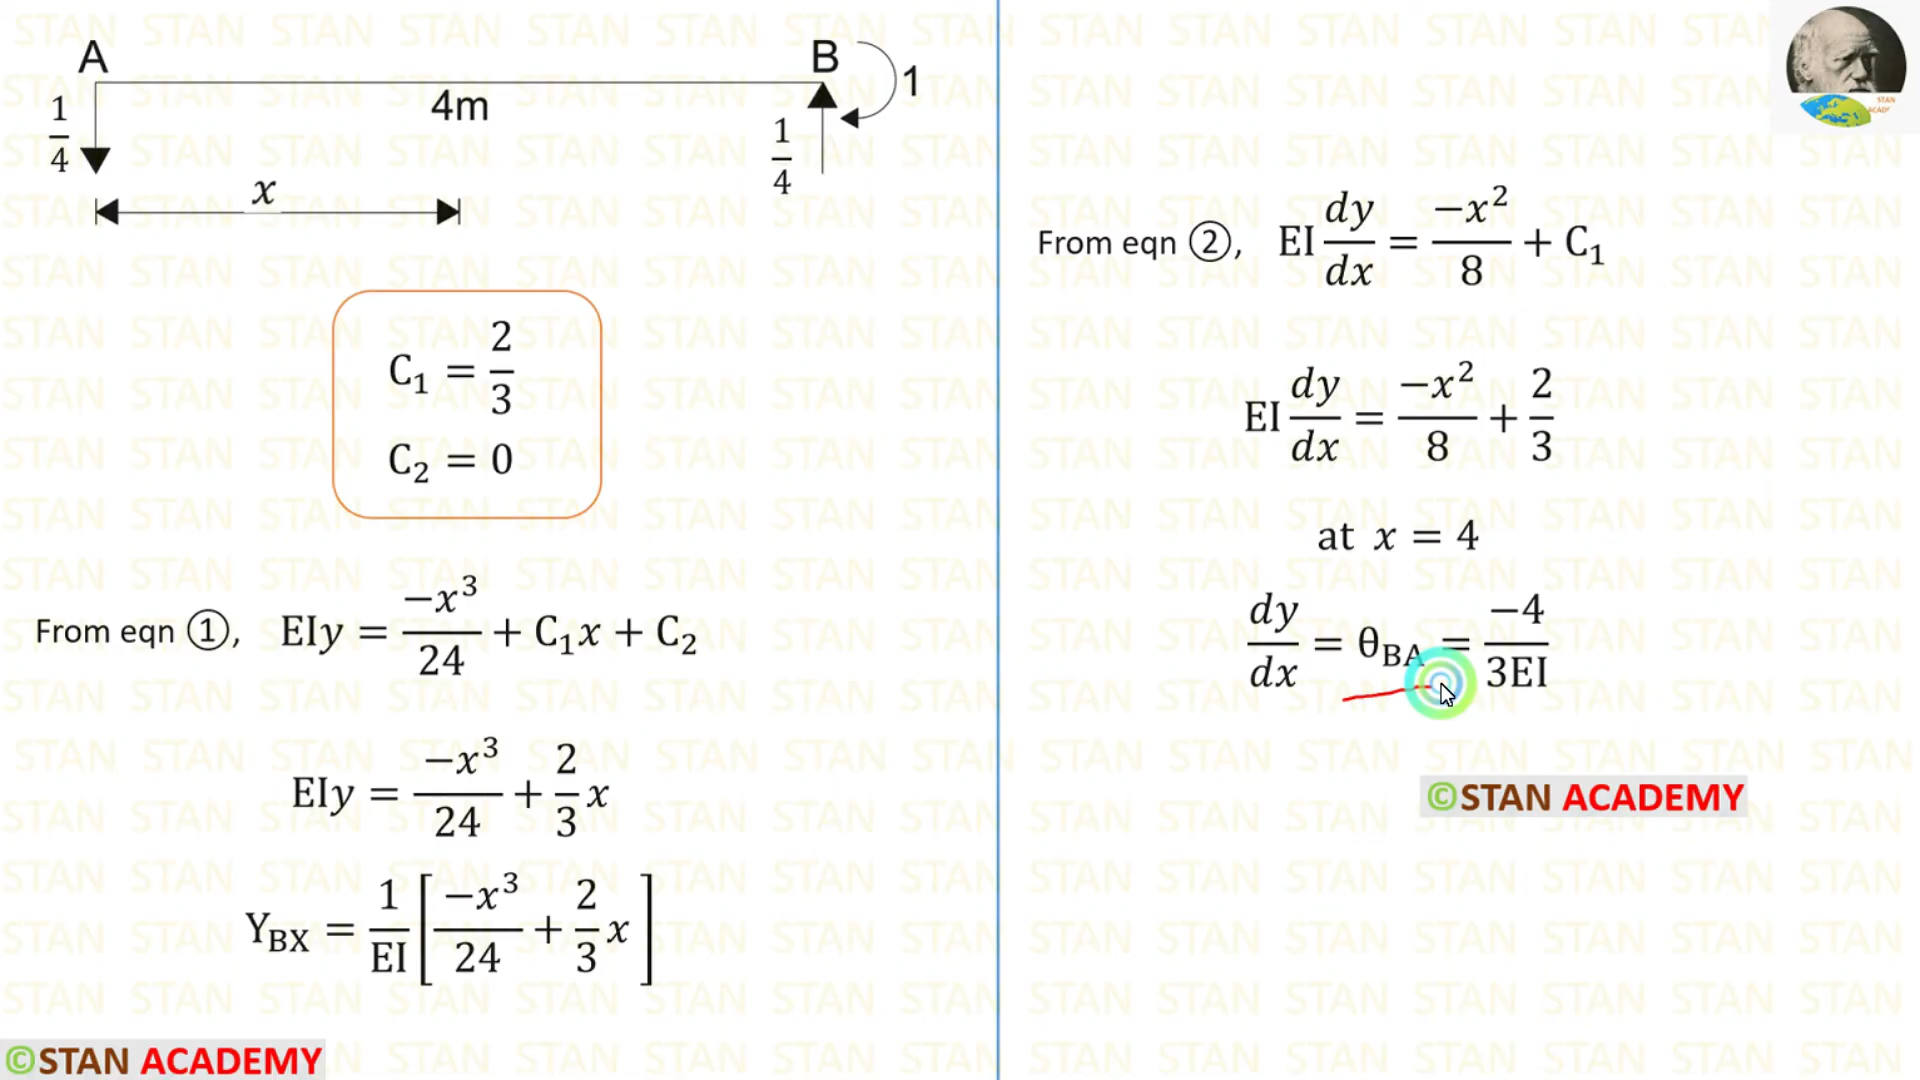 A
B
1
4m
1/4
1/4
x
C₁ = 2/3
C₂ = 0
From eqn ①, EIy = −x³/24 + C₁x + C₂
EIy = −x³/24 + 2/3 x
Y_BX = 1/EI [ −x³/24 + 2/3 x ]
©STAN ACADEMY
STAN
From eqn ②, EI dy/dx = −x²/8 + C₁
EI dy/dx = −x²/8 + 2/3
at x = 4
dy/dx = θ_BA = −4/3EI
©STAN ACADEMY